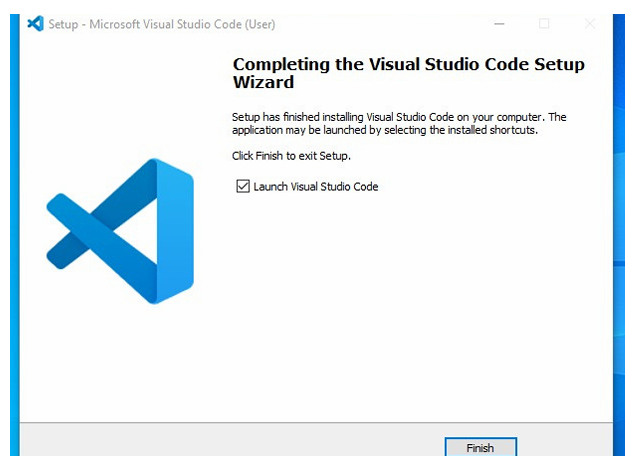 Setup - Microsoft Visual Studio Code (User)
Completing the Visual Studio Code Setup
Wizard
Setup has finished installing Visual Studio Code on your computer. The
application may be launched by selecting the installed shortcuts.
Click Finish to exit Setup.
Launch Visual Studio Code
Finish